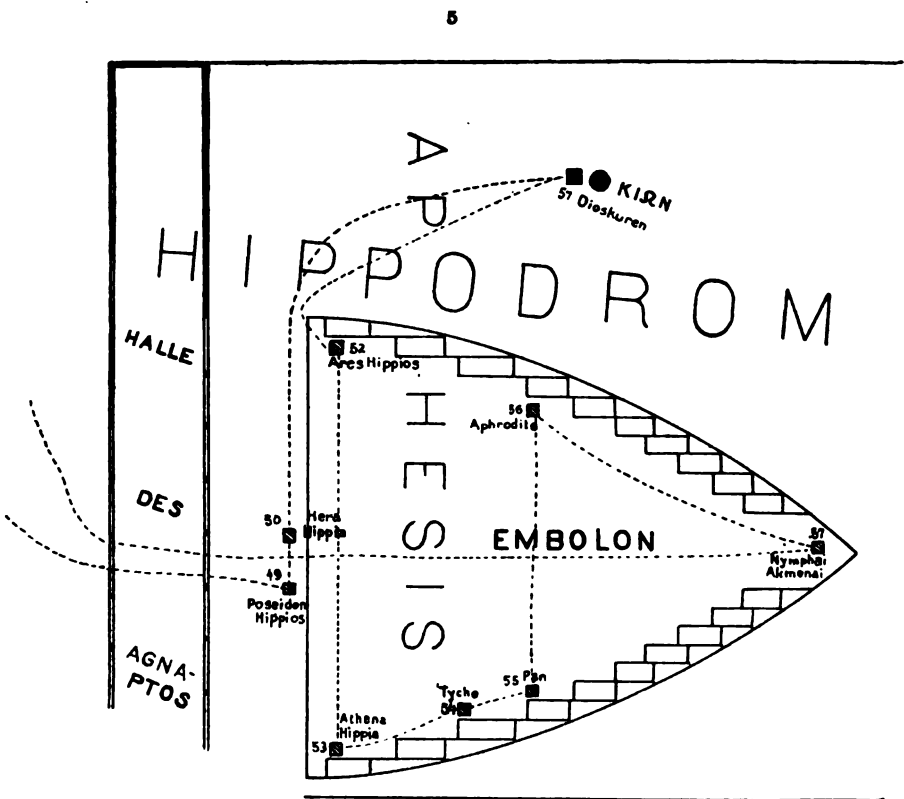 5
APHESIS
57 Dioskuren
KIΩN
HIPPODROM
HALLE
DES
AGNA-
PTOS
52
Ares Hippios
56
Aphrodite
50
Hera
Hippia
EMBOLON
57
Nymphai
Akmenai
49
Poseidon
Hippios
Tyche
54
55 Pan
Athena
Hippia
53